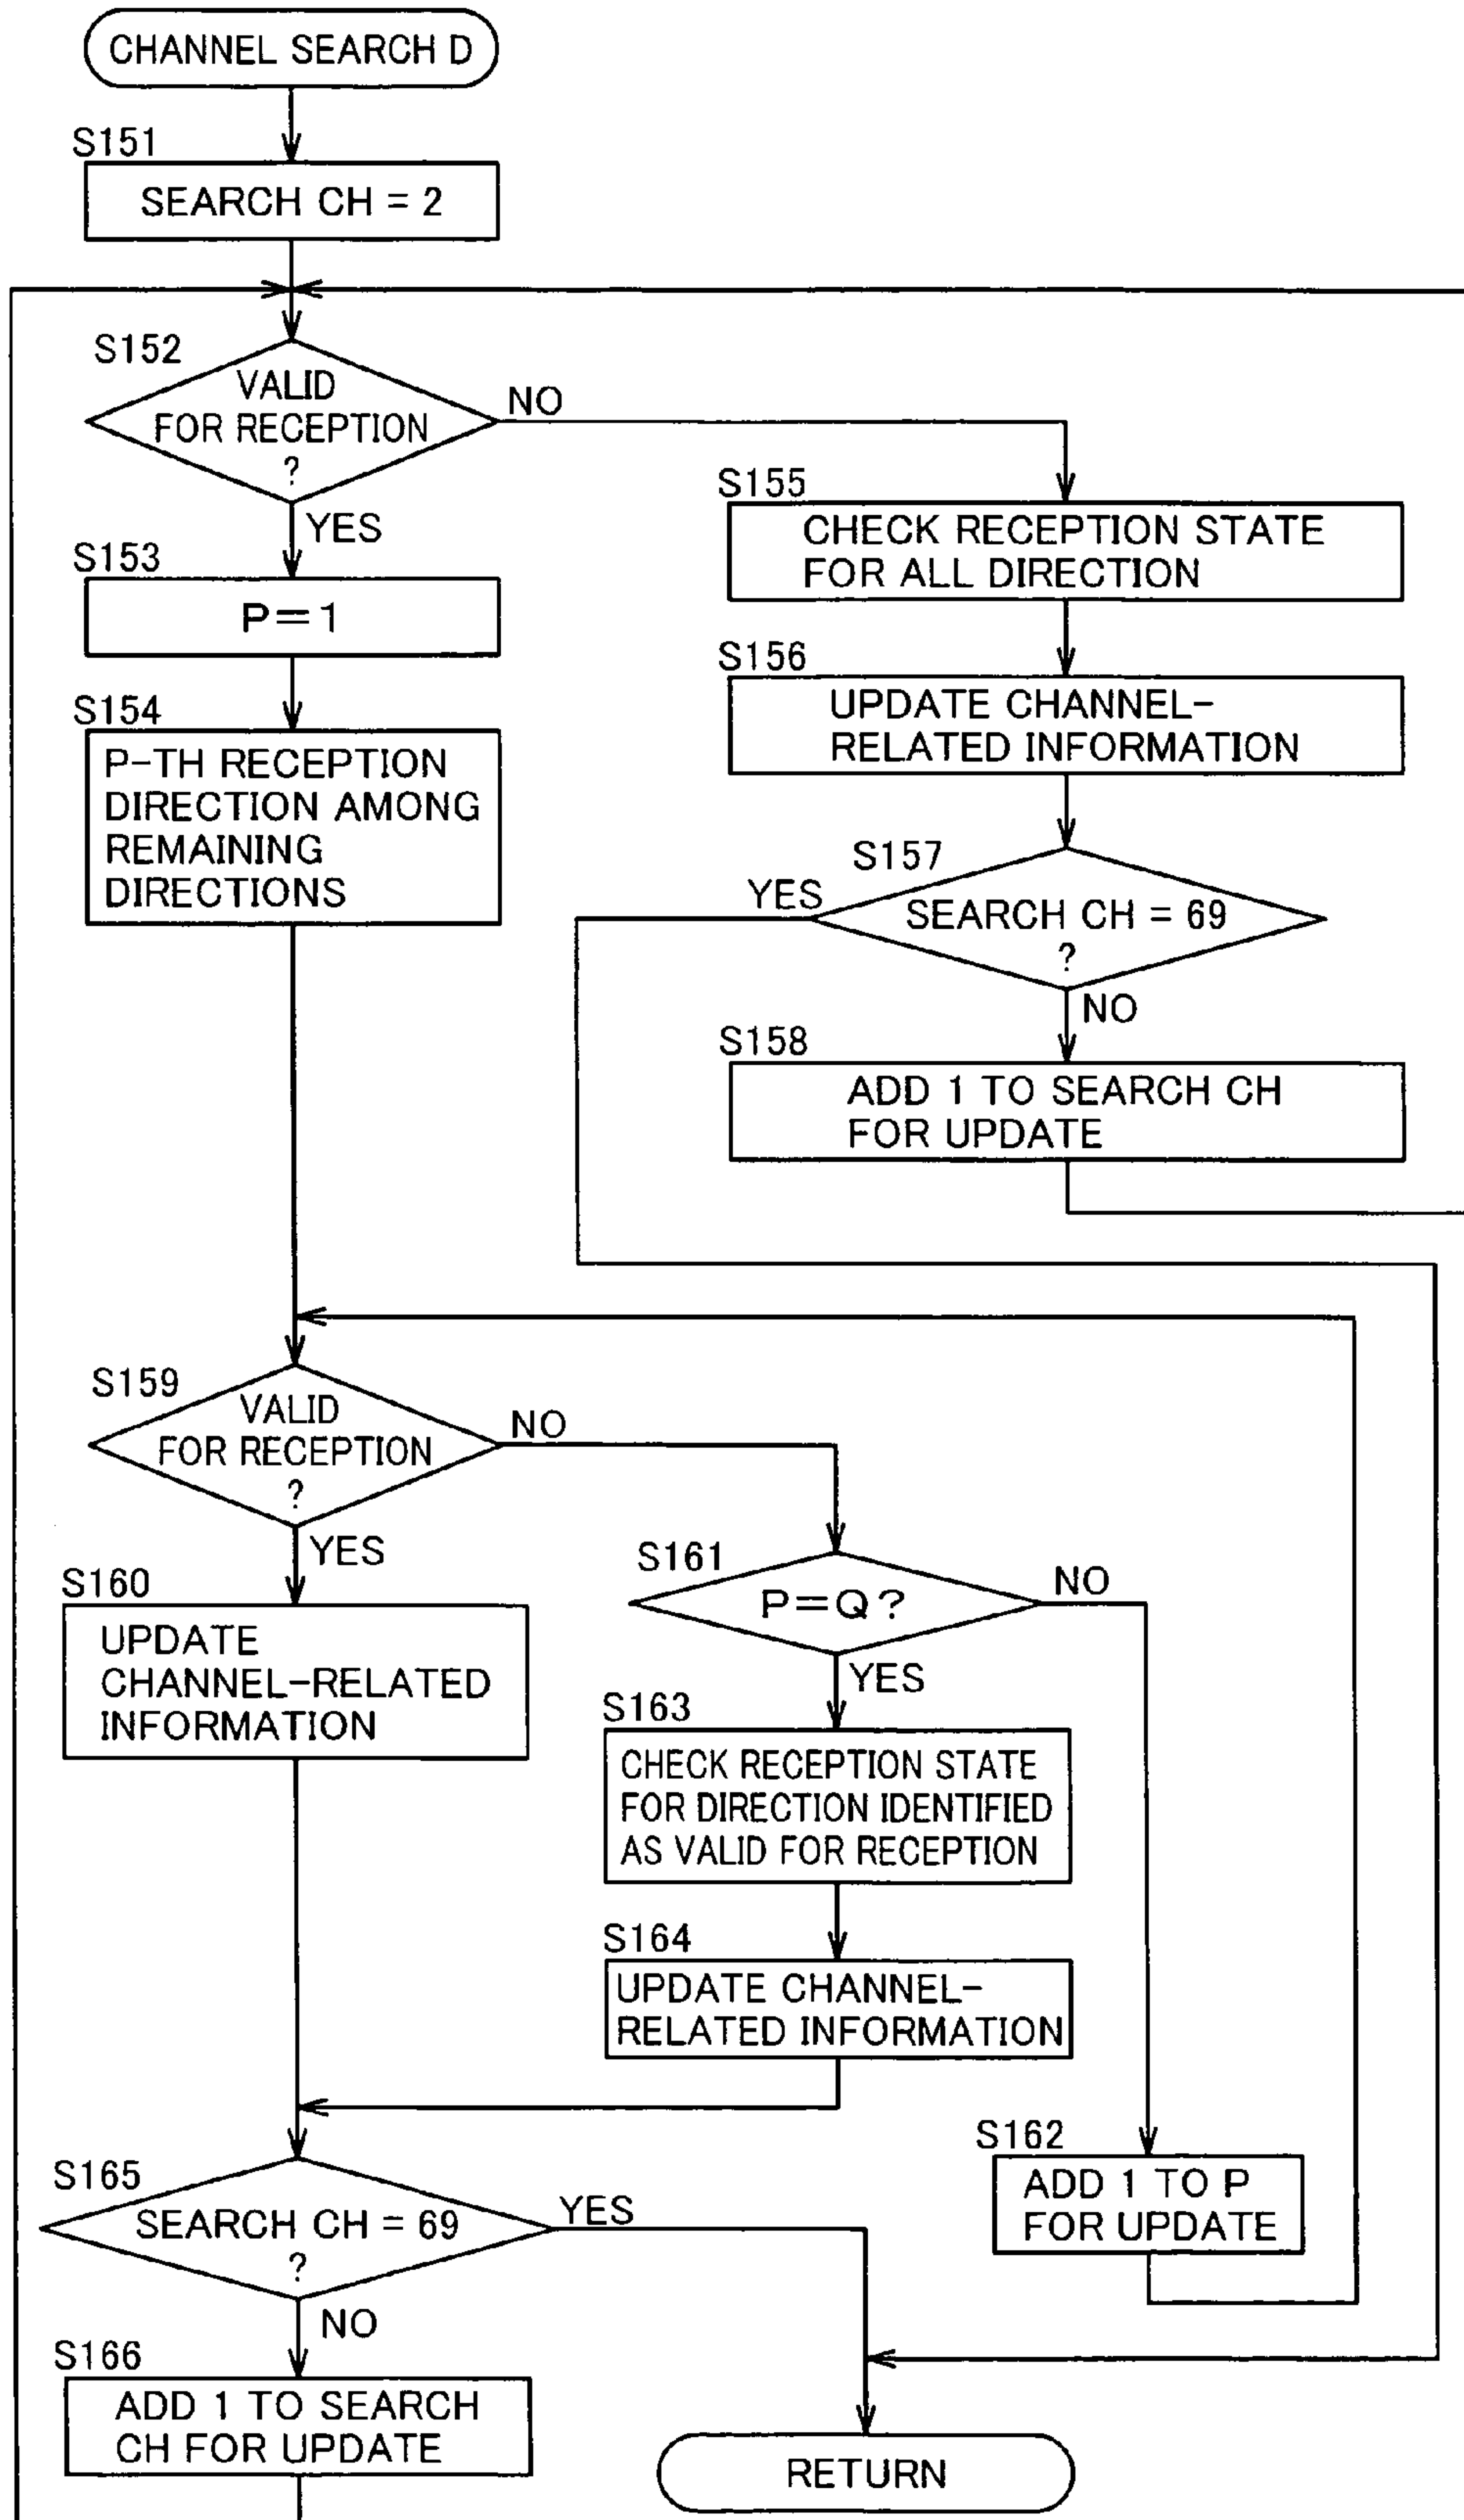 CHANNEL SEARCH D
S151
SEARCH CH = 2
S152
VALID
FOR RECEPTION
?
NO
YES
S153
P=1
S154
P-TH RECEPTION
DIRECTION AMONG
REMAINING
DIRECTIONS
S155
CHECK RECEPTION STATE
FOR ALL DIRECTION
S156
UPDATE CHANNEL-
RELATED INFORMATION
S157
YES
SEARCH CH = 69
?
NO
S158
ADD 1 TO SEARCH CH
FOR UPDATE
S159
VALID
FOR RECEPTION
?
NO
YES
S160
UPDATE
CHANNEL-RELATED
INFORMATION
S161
P=Q?
NO
YES
S163
CHECK RECEPTION STATE
FOR DIRECTION IDENTIFIED
AS VALID FOR RECEPTION
S164
UPDATE CHANNEL-
RELATED INFORMATION
S162
ADD 1 TO P
FOR UPDATE
S165
SEARCH CH = 69
?
YES
NO
S166
ADD 1 TO SEARCH
CH FOR UPDATE
RETURN